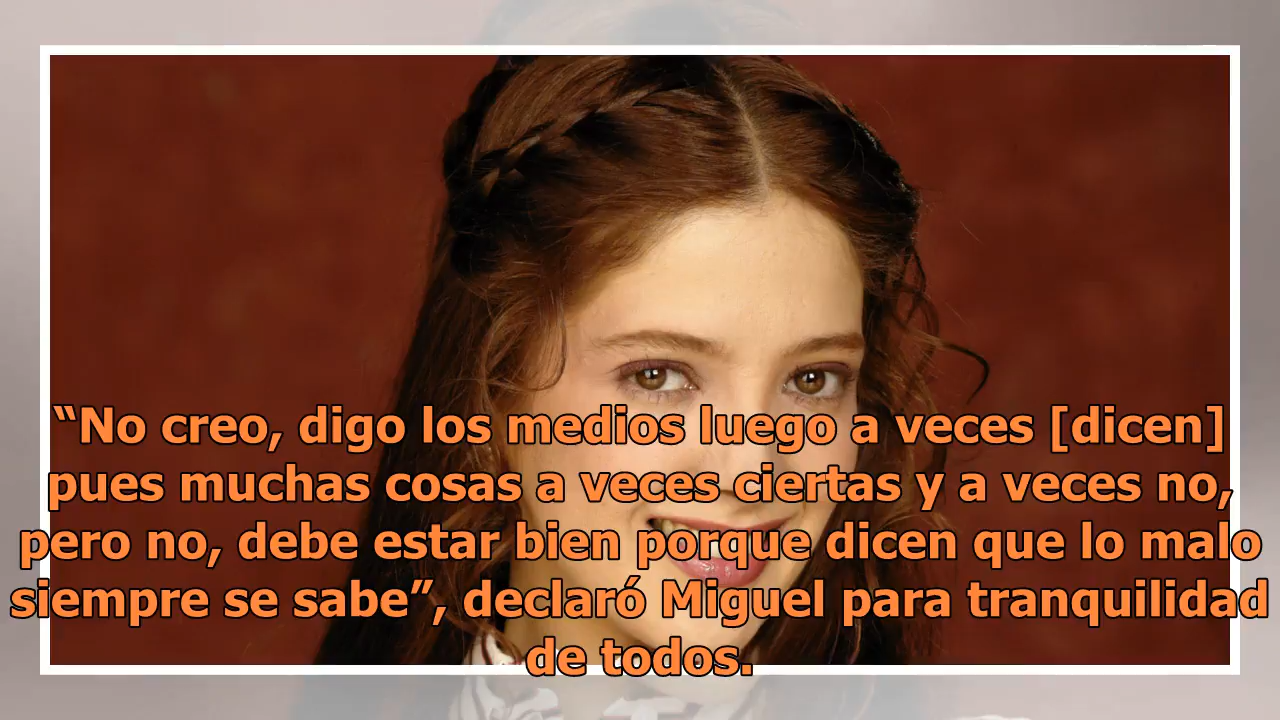 “No creo, digo los medios luego a veces [dicen]
pues muchas cosas a veces ciertas y a veces no,
pero no, debe estar bien porque dicen que lo malo
siempre se sabe”, declaró Miguel para tranquilidad
de todos.